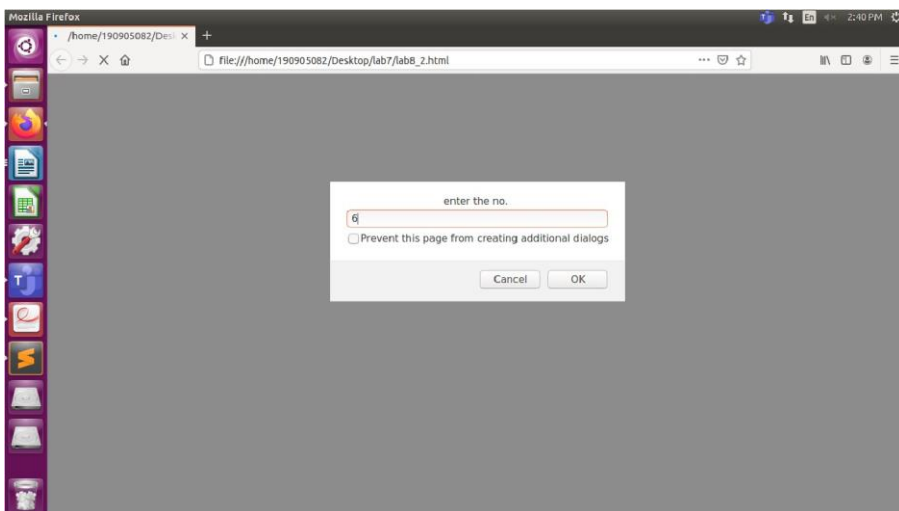 Mozilla Firefox
En 2:40 PM
/home/190905082/Des
file:///home/190905082/Desktop/lab7/lab8_2.html
enter the no.
6
Prevent this page from creating additional dialogs
Cancel OK